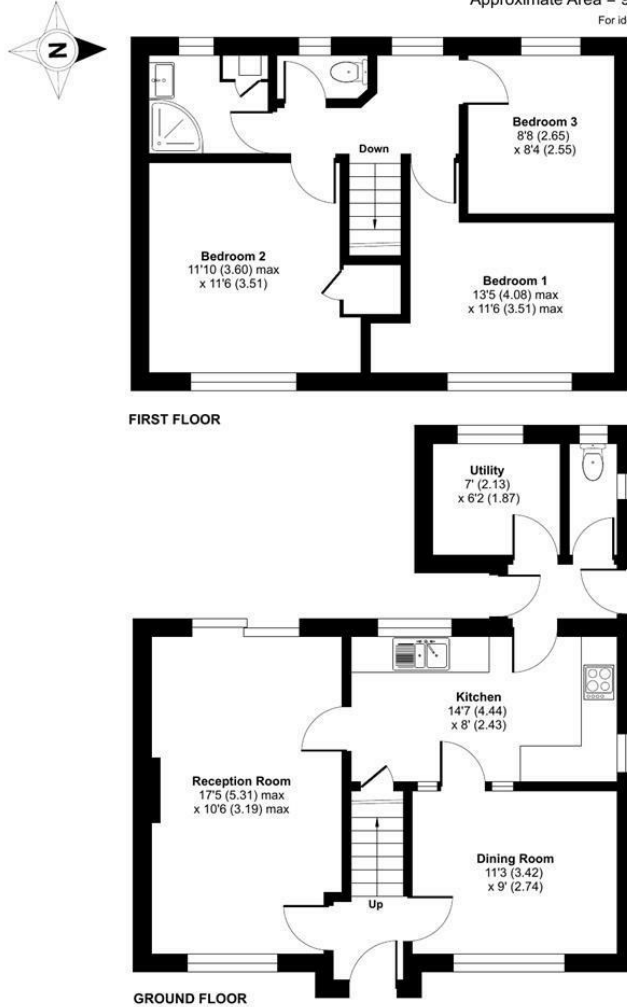 Approximate Area = 9
For id
N
Bedroom 3
8'8 (2.65)
x 8'4 (2.55)
Down
Bedroom 2
11'10 (3.60) max
x 11'6 (3.51)
Bedroom 1
13'5 (4.08) max
x 11'6 (3.51) max
FIRST FLOOR
Utility
7' (2.13)
x 6'2 (1.87)
Kitchen
14'7 (4.44)
x 8' (2.43)
Reception Room
17'5 (5.31) max
x 10'6 (3.19) max
Dining Room
11'3 (3.42)
x 9' (2.74)
Up
GROUND FLOOR